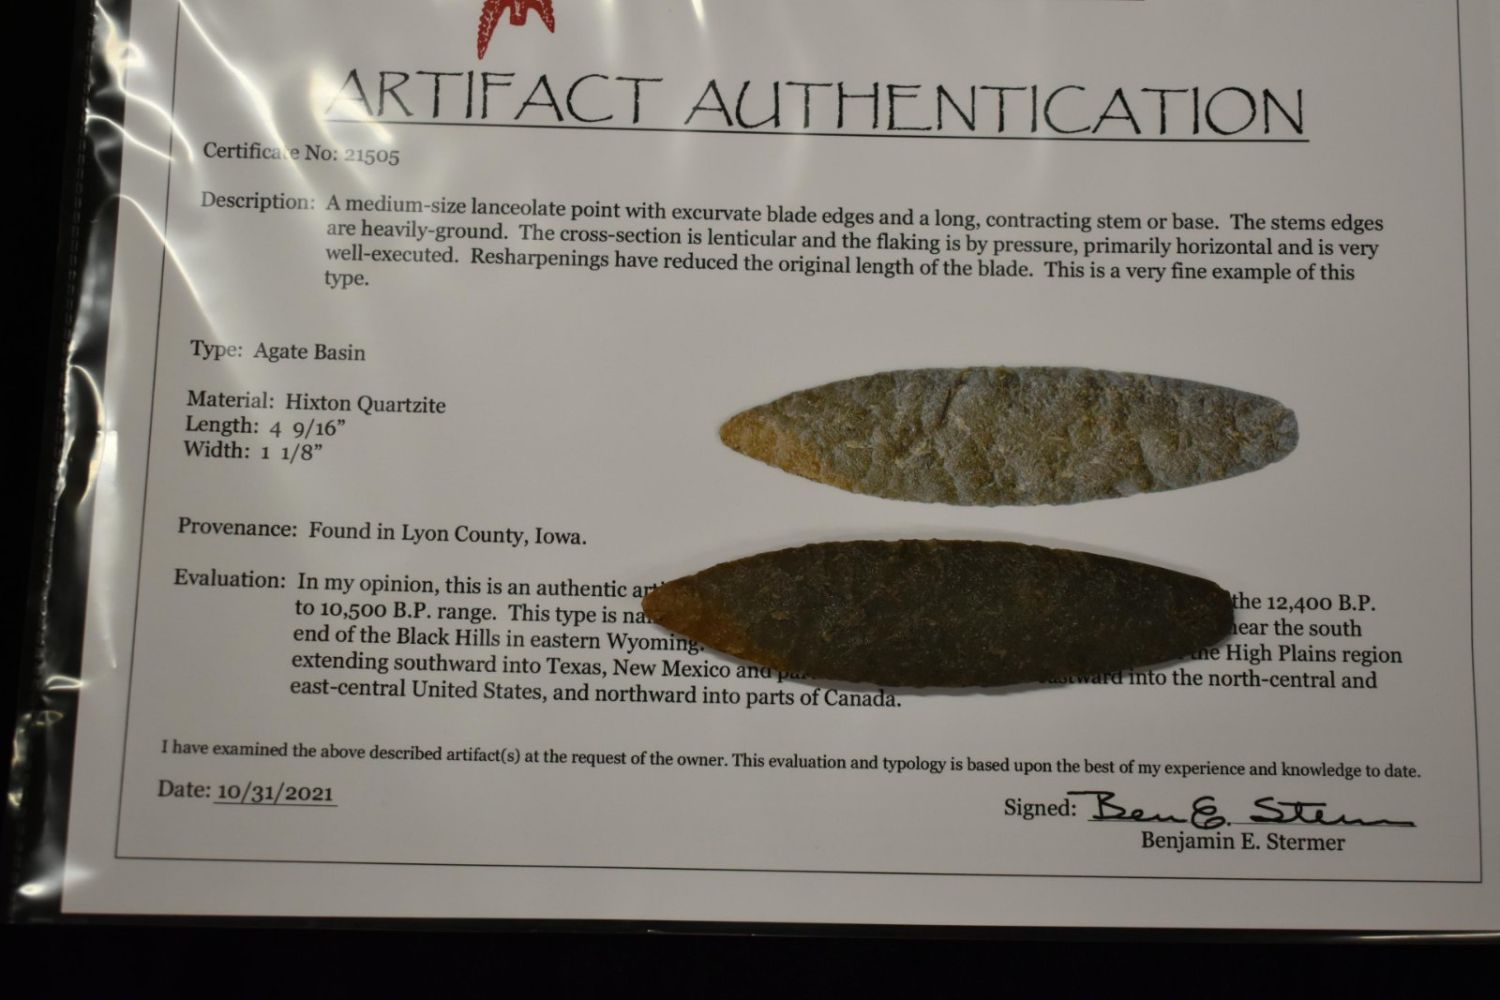 ARTIFACT AUTHENTICATION
Certificate No: 21505
Description: A medium-size lanceolate point with excurvate blade edges and a long, contracting stem or base. The stems edges
are heavily-ground. The cross-section is lenticular and the flaking is by pressure, primarily horizontal and is very
well-executed. Resharpenings have reduced the original length of the blade. This is a very fine example of this
type.
Type: Agate Basin
Material: Hixton Quartzite
Length: 4 9/16”
Width: 1 1/8”
Provenance: Found in Lyon County, Iowa.
Evaluation: In my opinion, this is an authentic the 12,400 B.P.
to 10,500 B.P. range. This type is near the south
end of the Black Hills in eastern Wyoming. the High Plains region
extending southward into Texas, New Mexico and eastward into the north-central and
east-central United States, and northward into parts of Canada.
I have examined the above described artifact(s) at the request of the owner. This evaluation and typology is based upon the best of my experience and knowledge to date.
Date: 10/31/2021
Signed: Ben E. Stermer
Benjamin E. Stermer